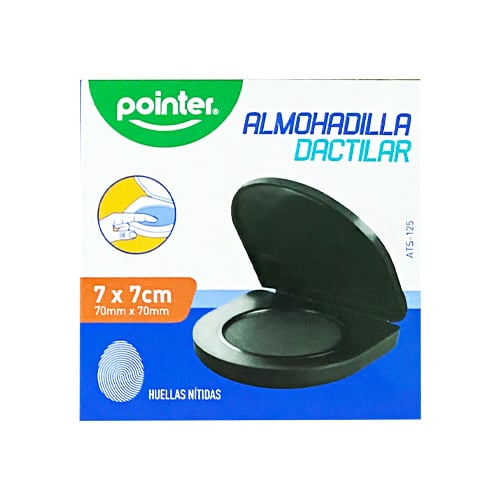 pointer®
ALMOHADILLA
DACTILAR
ATS-125
7 x 7cm
70mm x 70mm
HUELLAS NÍTIDAS